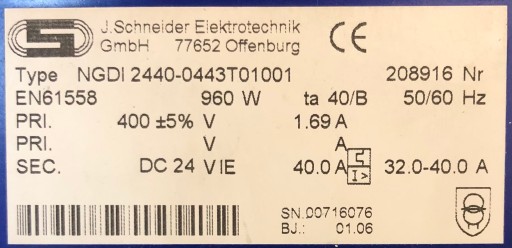 J.Schneider Elektrotechnik
GmbH 77652 Offenburg
CE
Type NGDI 2440-0443T01001 208916 Nr
EN61558 960 W ta 40/B 50/60 Hz
PRI. 400 ±5% V 1.69 A
PRI. V A
SEC. DC 24 VIE 40.0 A I> 32.0-40.0 A
SN.00716076
BJ.: 01.06